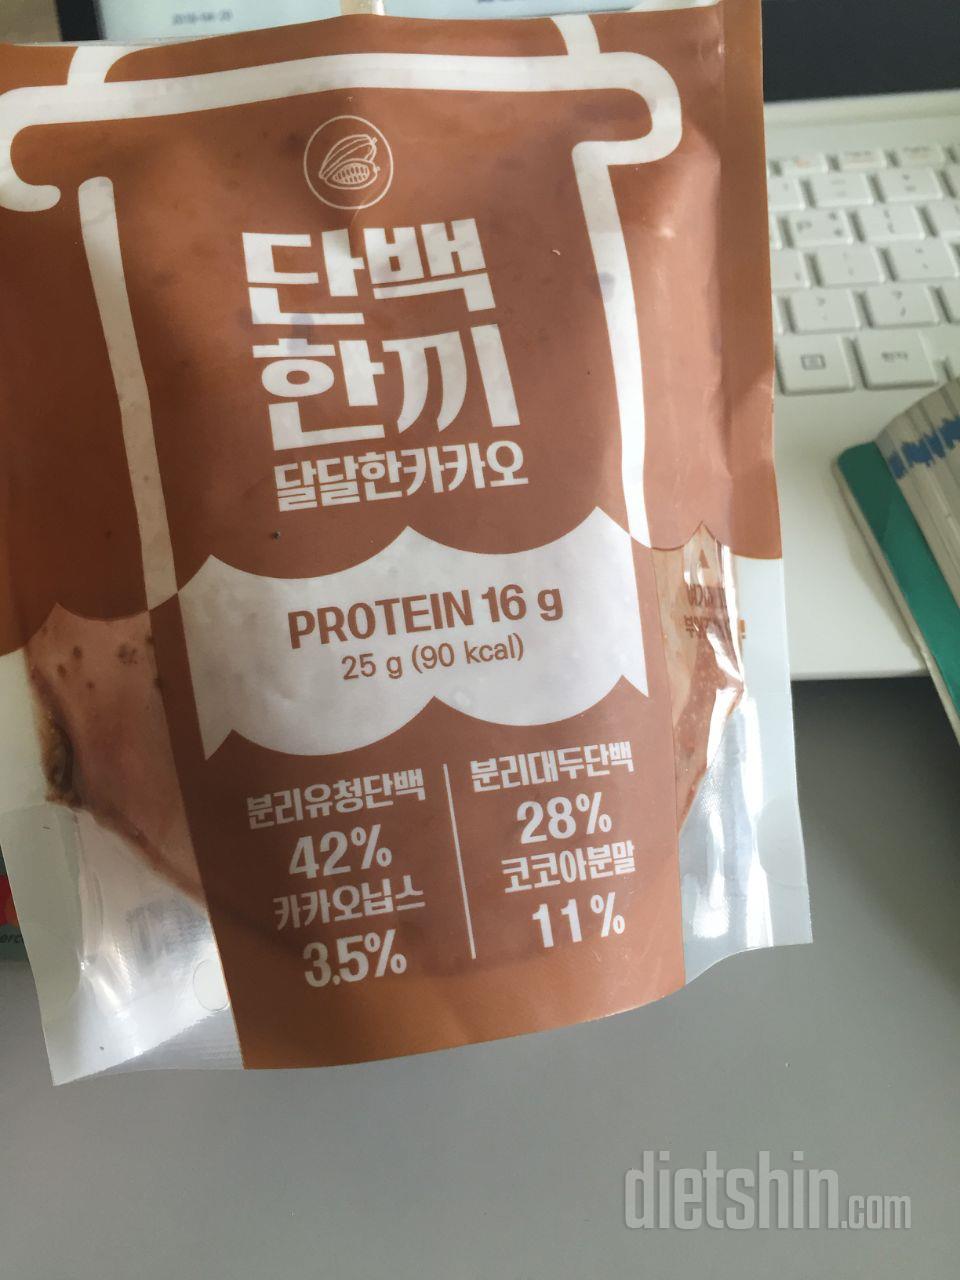 단백
한끼
달달한카카오
PROTEIN 16 g
25 g (90 kcal)
분리유청단백
42%
카카오닙스
3.5%
분리대두단백
28%
코코아분말
11%
dietshin.com